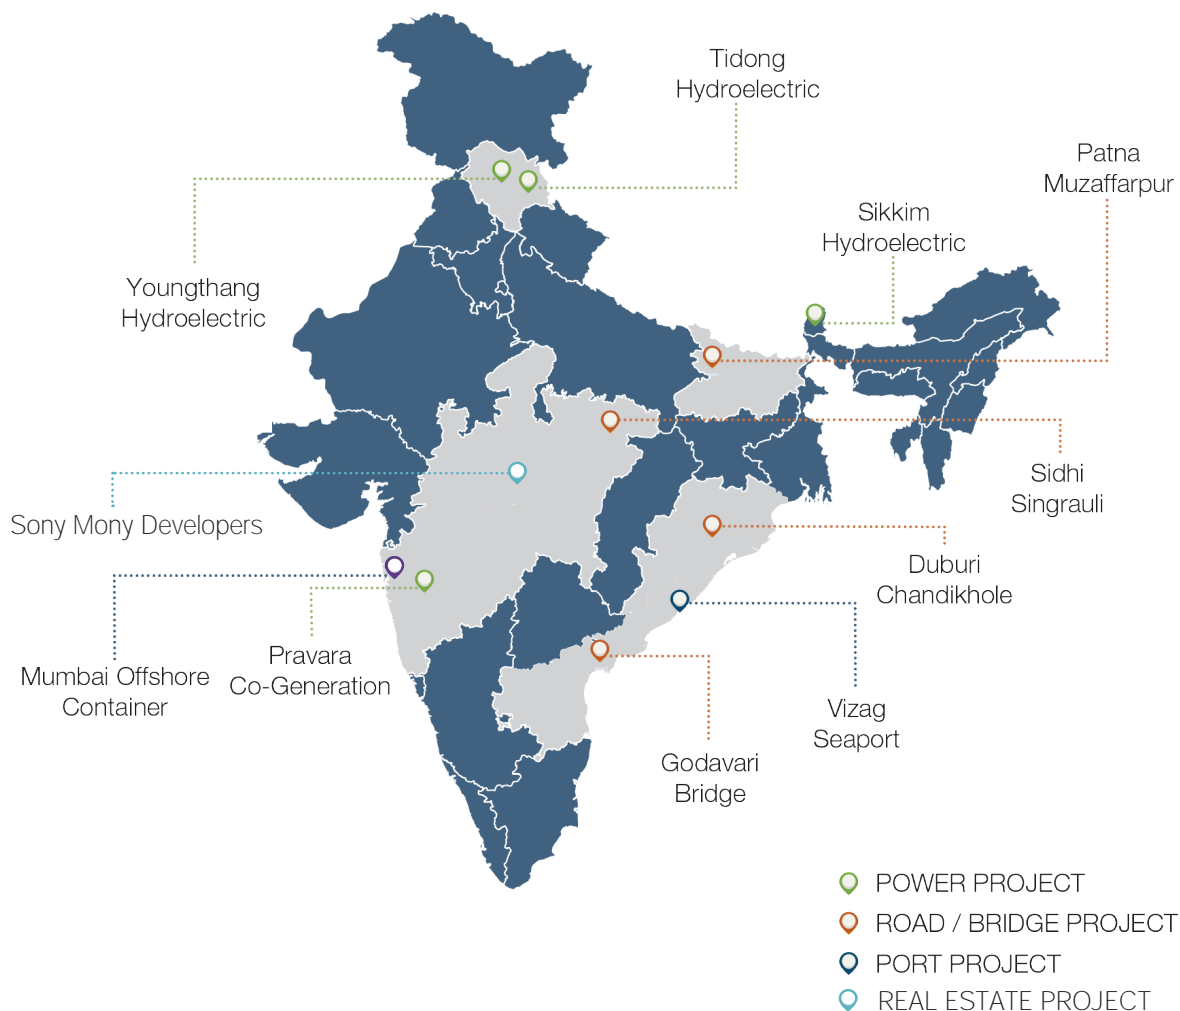 Tidong
Hydroelectric
Patna
Muzaffarpur
Sikkim
Hydroelectric
Youngthang
Hydroelectric
Sidhi
Singrauli
Sony Mony Developers
Duburi
Chandikhole
Mumbai Offshore
Container
Pravara
Co-Generation
Vizag
Seaport
Godavari
Bridge
POWER PROJECT
ROAD / BRIDGE PROJECT
PORT PROJECT
REAL ESTATE PROJECT